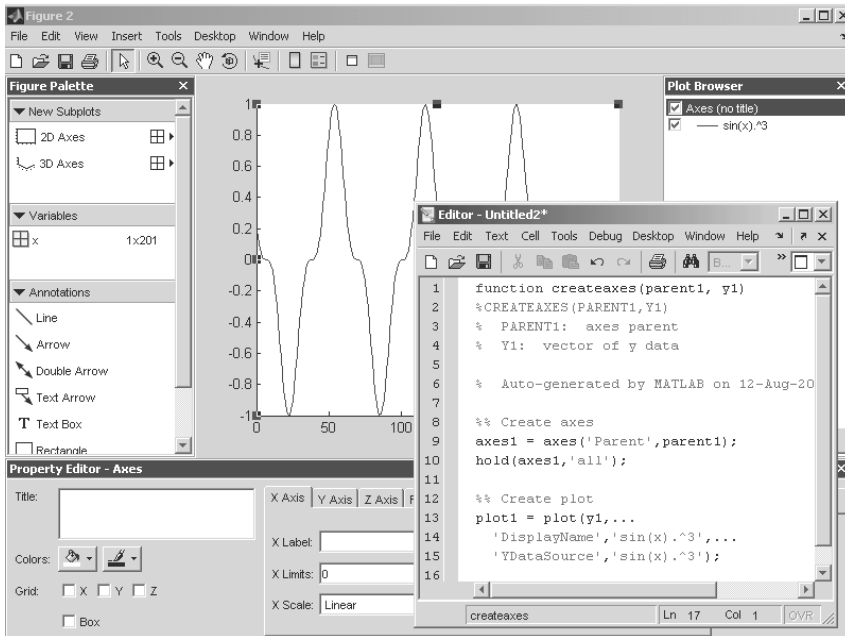 Figure 2
File Edit View Insert Tools Desktop Window Help
Figure Palette
New Subplots
2D Axes
3D Axes
Variables
x 1x201
Annotations
Line
Arrow
Double Arrow
Text Arrow
T Text Box
Rectangle
1
0.8
0.6
0.4
0.2
0
-0.2
-0.4
-0.6
-0.8
-1
0 50 100
Plot Browser
Axes (no title)
sin(x).^3
Editor - Untitled2*
File Edit Text Cell Tools Debug Desktop Window Help
B...
1 function createaxes(parent1, y1)
2 %CREATEAXES(PARENT1,Y1)
3 % PARENT1: axes parent
4 % Y1: vector of y data
5
6 % Auto-generated by MATLAB on 12-Aug-20
7
8 %% Create axes
9 axes1 = axes('Parent',parent1);
10 hold(axes1,'all');
11
12 %% Create plot
13 plot1 = plot(y1,...
14 'DisplayName','sin(x).^3',...
15 'YDataSource','sin(x).^3');
16
createaxes Ln 17 Col 1 OVR
Property Editor - Axes
Title:
Colors:
Grid: X Y Z
Box
X Axis Y Axis Z Axis F
X Label:
X Limits: 0
X Scale: Linear